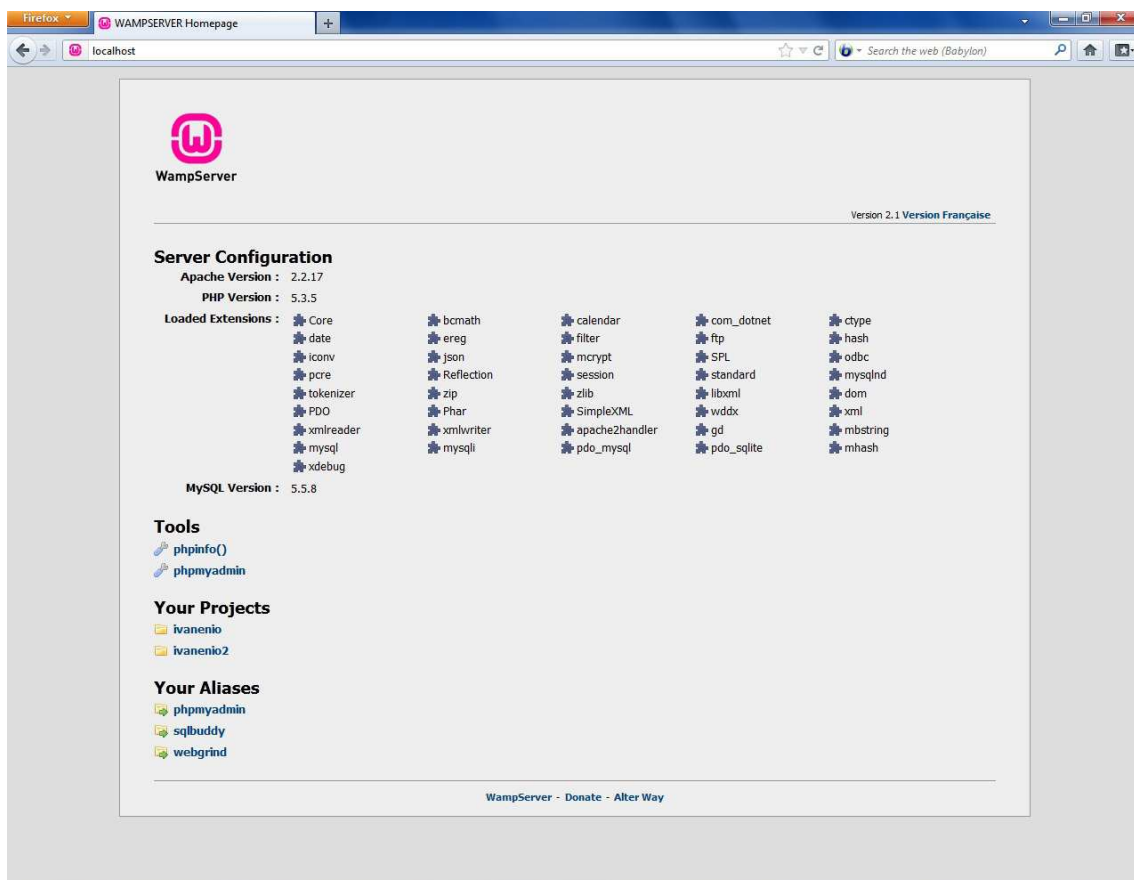 Firefox
WAMPSERVER Homepage
localhost
Search the web (Babylon)
WampServer
Version 2.1 Version Française
Server Configuration
Apache Version : 2.2.17
PHP Version : 5.3.5
Loaded Extensions : Core bcmath calendar com_dotnet ctype
date ereg filter ftp hash
iconv json mcrypt SPL odbc
pcre Reflection session standard mysqlnd
tokenizer zip zlib libxml dom
PDO Phar SimpleXML wddx xml
xmlreader xmlwriter apache2handler gd mbstring
mysql mysqli pdo_mysql pdo_sqlite mhash
xdebug
MySQL Version : 5.5.8
Tools
phpinfo()
phpmyadmin
Your Projects
ivanenio
ivanenio2
Your Aliases
phpmyadmin
sqlbuddy
webgrind
WampServer - Donate - Alter Way